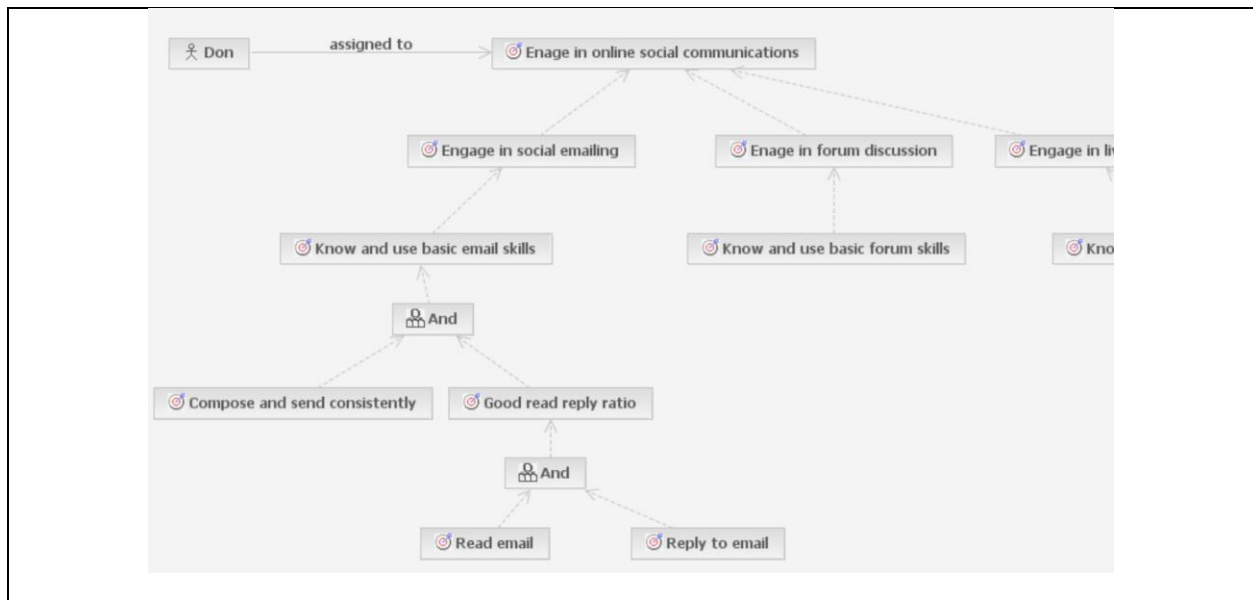 Don
assigned to
Enage in online social communications
Engage in social emailing
Enage in forum discussion
Engage in
Know and use basic email skills
Know and use basic forum skills
And
Compose and send consistently
Good read reply ratio
And
Read email
Reply to email